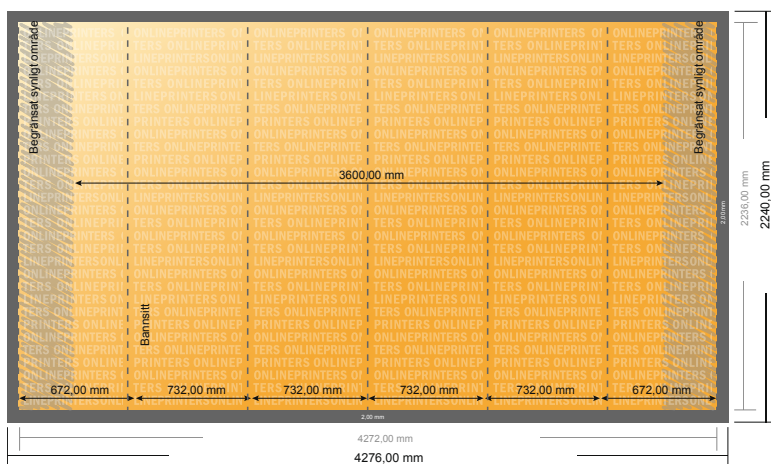 Begränsat synligt område
Begränsat synligt område
3600,00 mm
Bannsitt
672,00 mm
732,00 mm
732,00 mm
732,00 mm
732,00 mm
672,00 mm
2,00 mm
2,00 mm
2236,00 mm
2240,00 mm
4272,00 mm
4276,00 mm